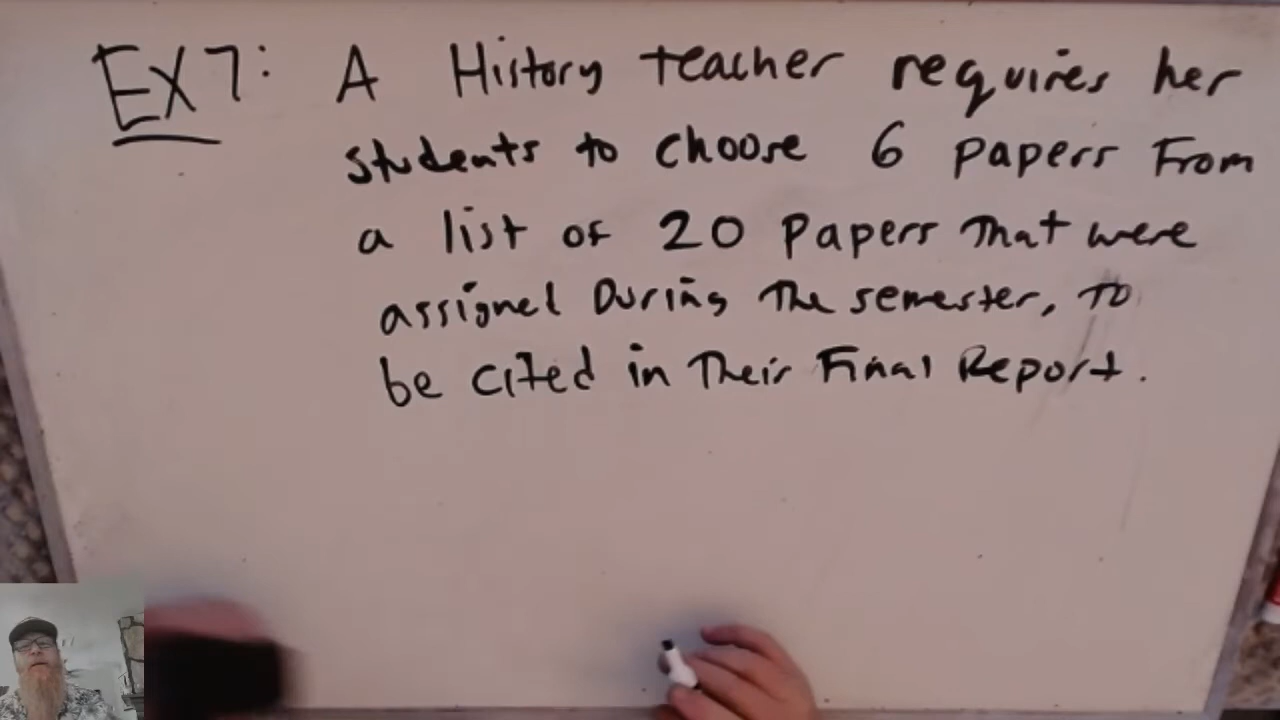 EX7: A History teacher requires her
students to choose 6 papers From
a list of 20 Papers That were
assigned During The semester, to
be cited in Their Final Report.